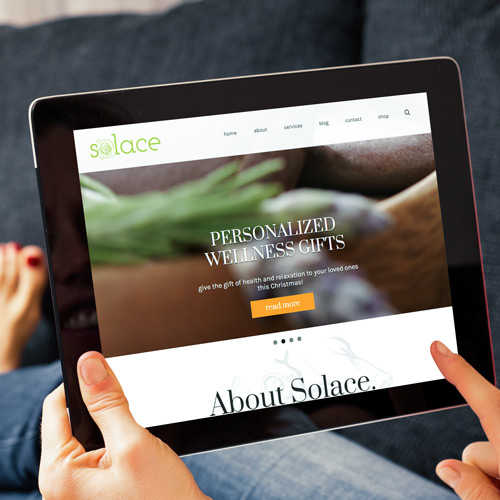 solace
home about services blog contact shop
PERSONALIZED
WELLNESS GIFTS
give the gift of health and relaxation to your loved ones
this Christmas!
read more
About Solace.